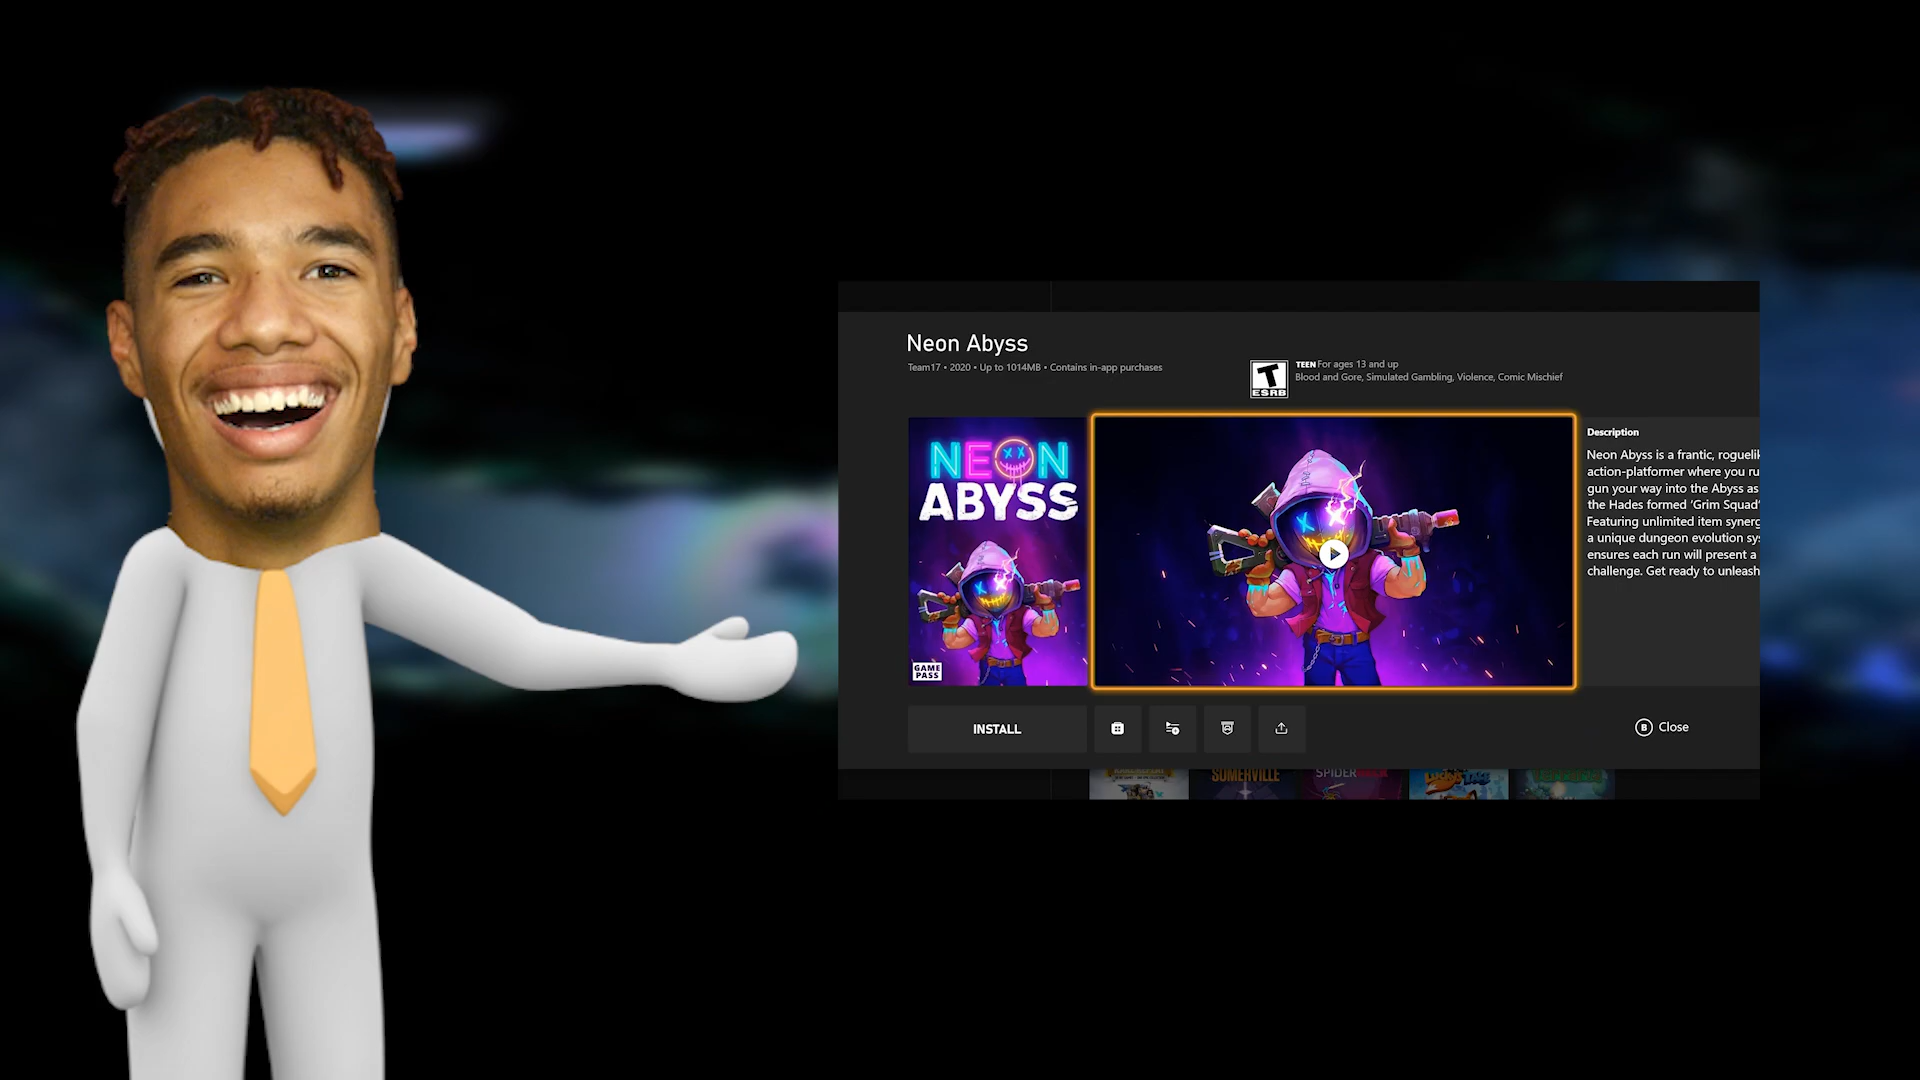 Neon Abyss
Team17 • 2020 • Up to 1014MB • Contains in-app purchases
T
ESRB
TEEN For ages 13 and up
Blood and Gore, Simulated Gambling, Violence, Comic Mischief
NEON
ABYSS
GAME
PASS
Description
Neon Abyss is a frantic, roguelik
action-platformer where you ru
gun your way into the Abyss as
the Hades formed ‘Grim Squad’
Featuring unlimited item synerg
a unique dungeon evolution sys
ensures each run will present a
challenge. Get ready to unleash
INSTALL
B Close
SOMERVILLE
SPIDER